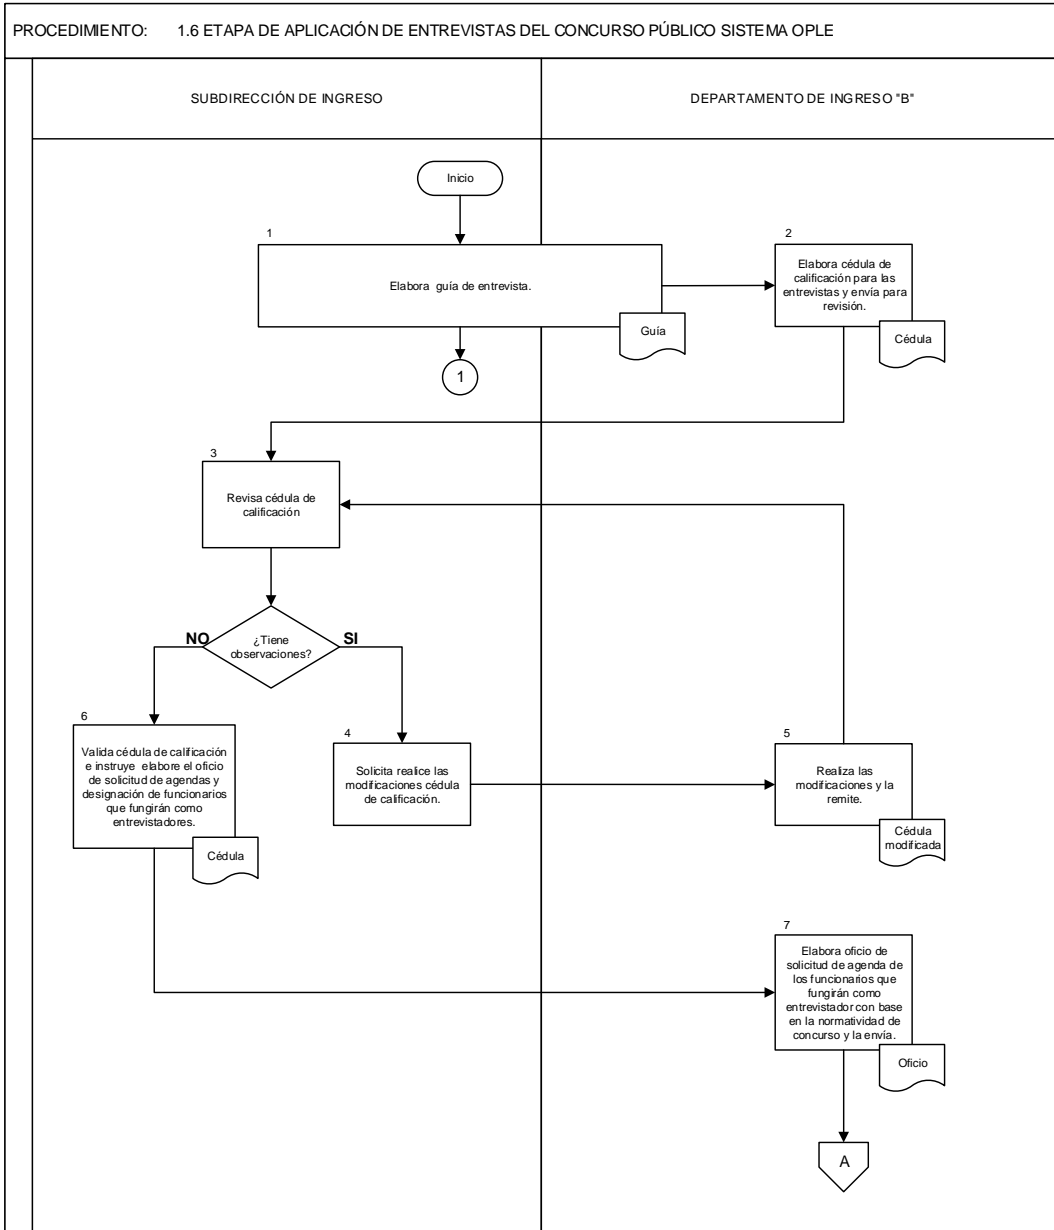 PROCEDIMIENTO: 1.6 ETAPA DE APLICACIÓN DE ENTREVISTAS DEL CONCURSO PÚBLICO SISTEMA OPLE
SUBDIRECCIÓN DE INGRESO
DEPARTAMENTO DE INGRESO "B"
Inicio
1
Elabora guía de entrevista.
Guía
1
2
Elabora cédula de
calificación para las
entrevistas y envía para
revisión.
Cédula
3
Revisa cédula de
calificación
¿Tiene
observaciones?
NO
SI
6
Valida cédula de calificación
e instruye elabore el oficio
de solicitud de agendas y
designación de funcionarios
que fungirán como
entrevistadores.
Cédula
4
Solicita realice las
modificaciones cédula
de calificación.
5
Realiza las
modificaciones y la
remite.
Cédula
modificada
7
Elabora oficio de
solicitud de agenda de
los funcionarios que
fungirán como
entrevistador con base
en la normatividad de
concurso y la envía.
Oficio
A